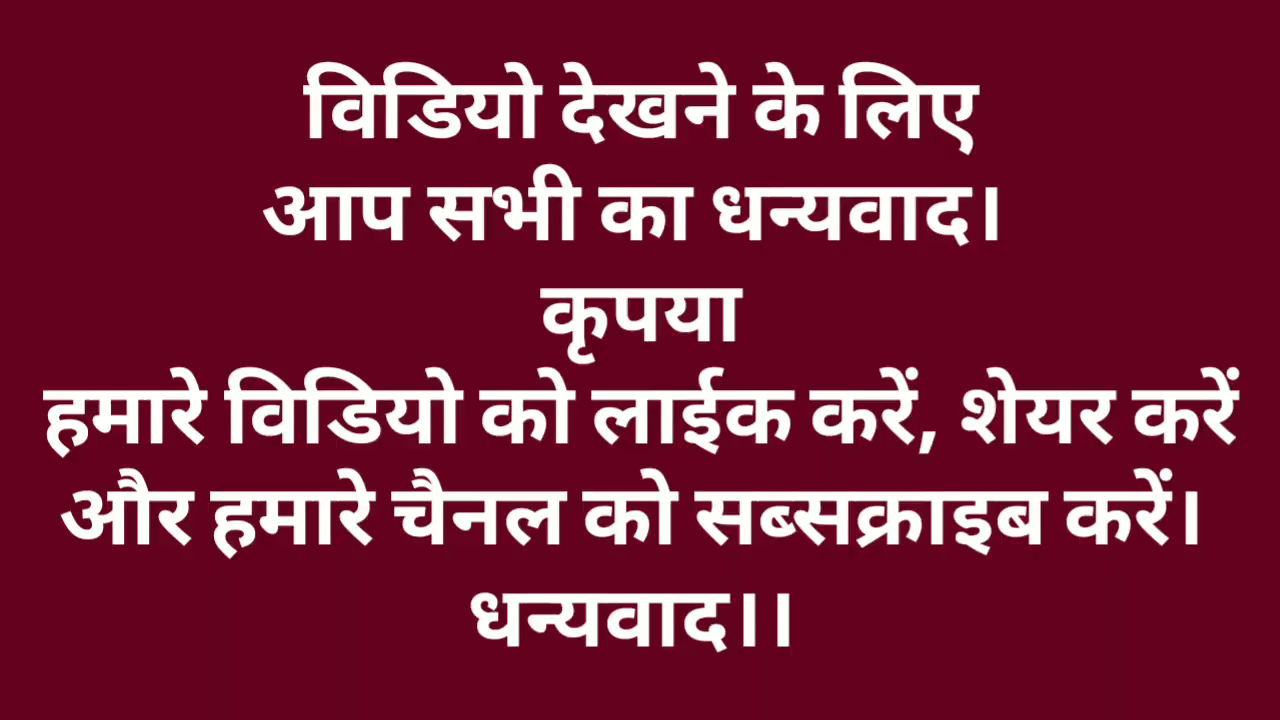 विडियो देखने के लिए
आप सभी का धन्यवाद।
कृपया
हमारे विडियो को लाईक करें, शेयर करें
और हमारे चैनल को सब्सक्राइब करें।
धन्यवाद।।